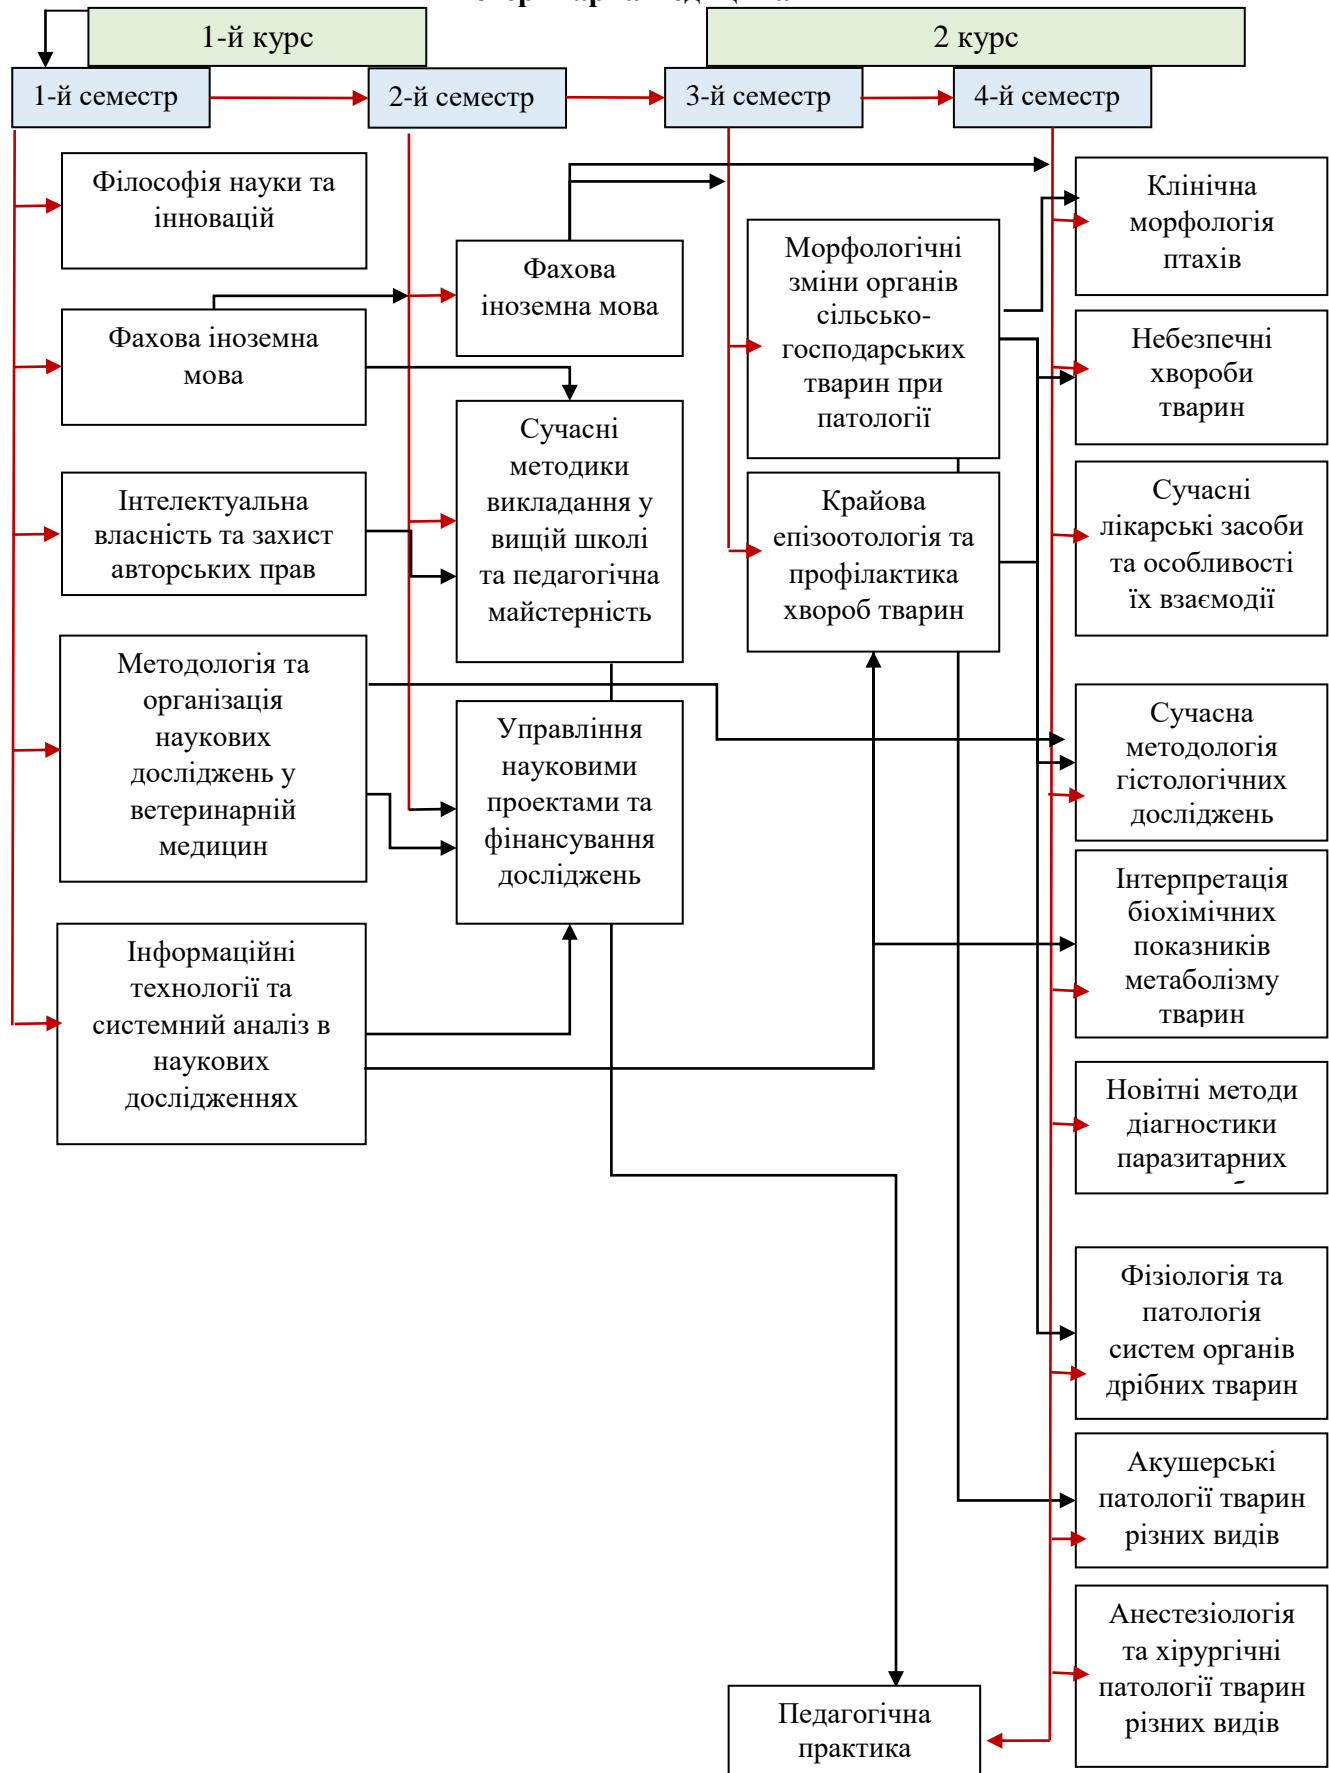 1-й курс
2 курс
1-й семестр
2-й семестр
3-й семестр
4-й семестр
Філософія науки та
інновацій
Фахова іноземна
мова
Інтелектуальна
власність та захист
авторських прав
Методологія та
організація
наукових
досліджень у
ветеринарній
медицин
Інформаційні
технології та
системний аналіз в
наукових
дослідженнях
Фахова
іноземна мова
Сучасні
методики
викладання у
вищій школі
та педагогічна
майстерність
Управління
науковими
проектами та
фінансування
досліджень
Морфологічні
зміни органів
сільсько-
господарських
тварин при
патології
Крайова
епізоотологія та
профілактика
хвороб тварин
Клінічна
морфологія
птахів
Небезпечні
хвороби
тварин
Сучасні
лікарські засоби
та особливості
їх взаємодії
Сучасна
методологія
гістологічних
досліджень
Інтерпретація
біохімічних
показників
метаболізму
тварин
Новітні методи
діагностики
паразитарних
Фізіологія та
патологія
систем органів
дрібних тварин
Акушерські
патології тварин
різних видів
Анестезіологія
та хірургічні
патології тварин
різних видів
Педагогічна
практика